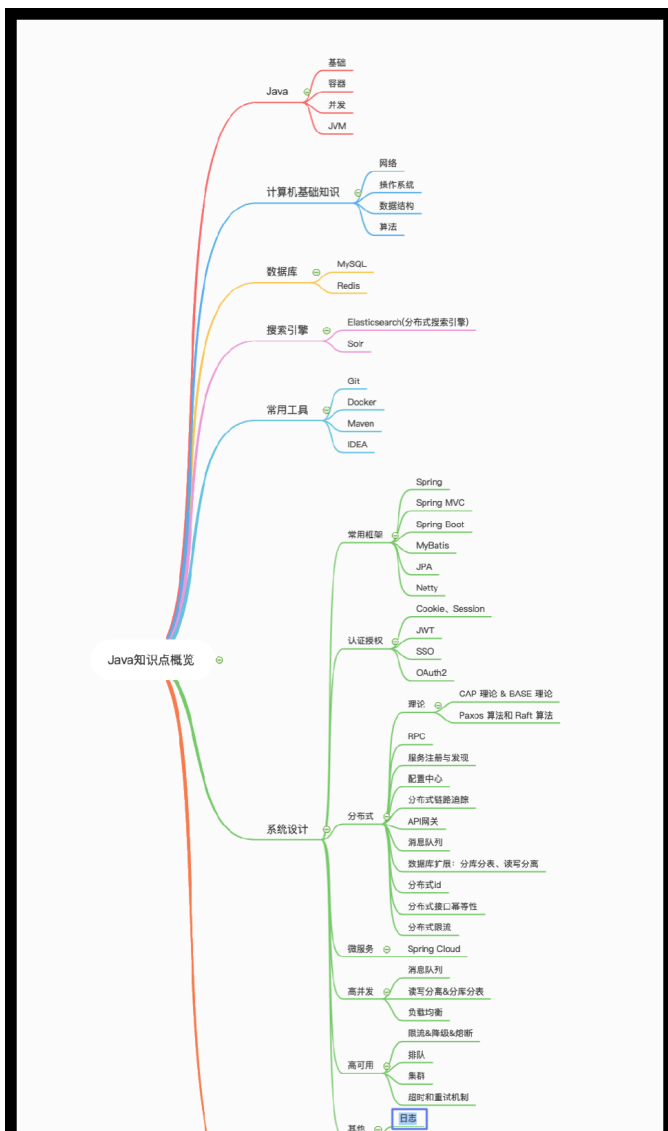 基础
Java
容器
并发
JVM
网络
计算机基础知识
操作系统
数据结构
算法
数据库
MySQL
Redis
搜索引擎
Elasticsearch(分布式搜索引擎)
Soir
Git
常用工具
Docker
Maven
IDEA
Spring
Spring MVC
Spring Boot
常用框架
MyBatis
JPA
Netty
Cookie、Session
认证授权
JWT
SSO
OAuth2
Java知识点概览
CAP 理论 & BASE 理论
理论
Paxos 算法和 Raft 算法
RPC
服务注册与发现
配置中心
分布式链路追踪
分布式
API网关
系统设计
消息队列
数据库扩展：分库分表、读写分离
分布式id
分布式接口幂等性
分布式限流
微服务
Spring Cloud
消息队列
高并发
读写分离&分库分表
负载均衡
限流&降级&熔断
高可用
排队
集群
超时和重试机制
日志
其他